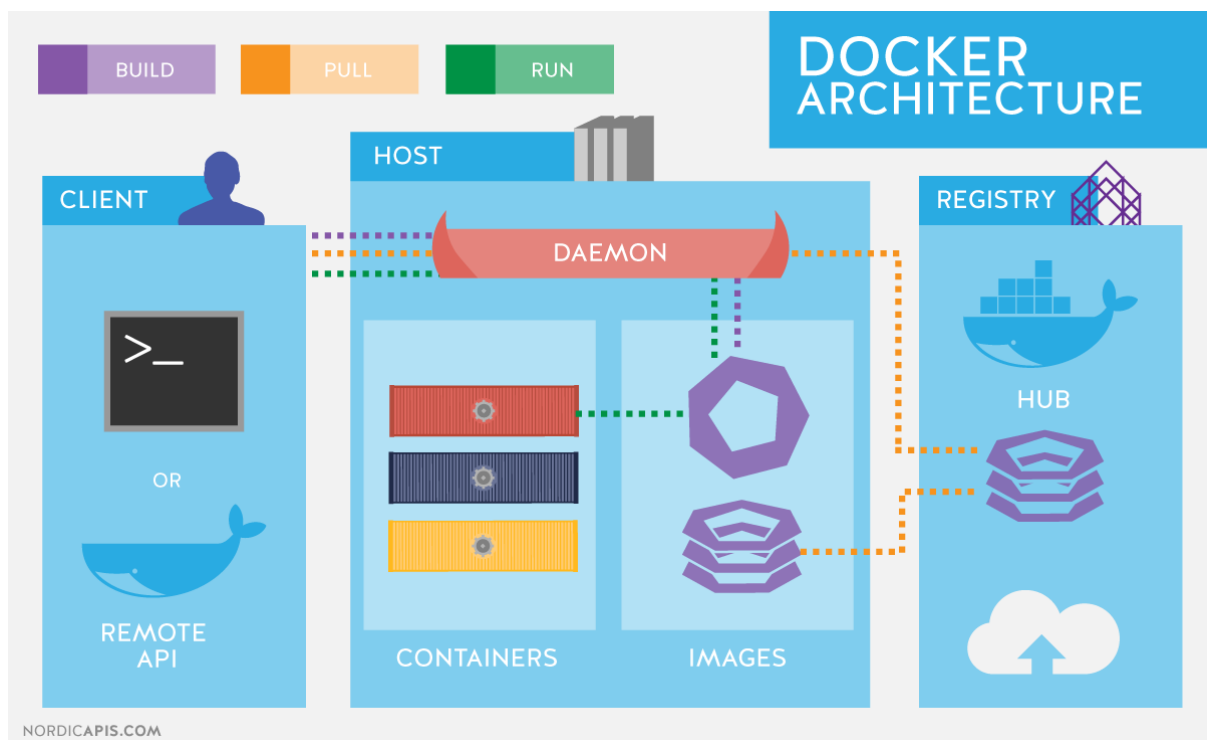 BUILD
PULL
RUN
DOCKER
ARCHITECTURE
CLIENT
>_
OR
REMOTE
API
HOST
DAEMON
CONTAINERS
IMAGES
REGISTRY
HUB
NORDICAPIS.COM